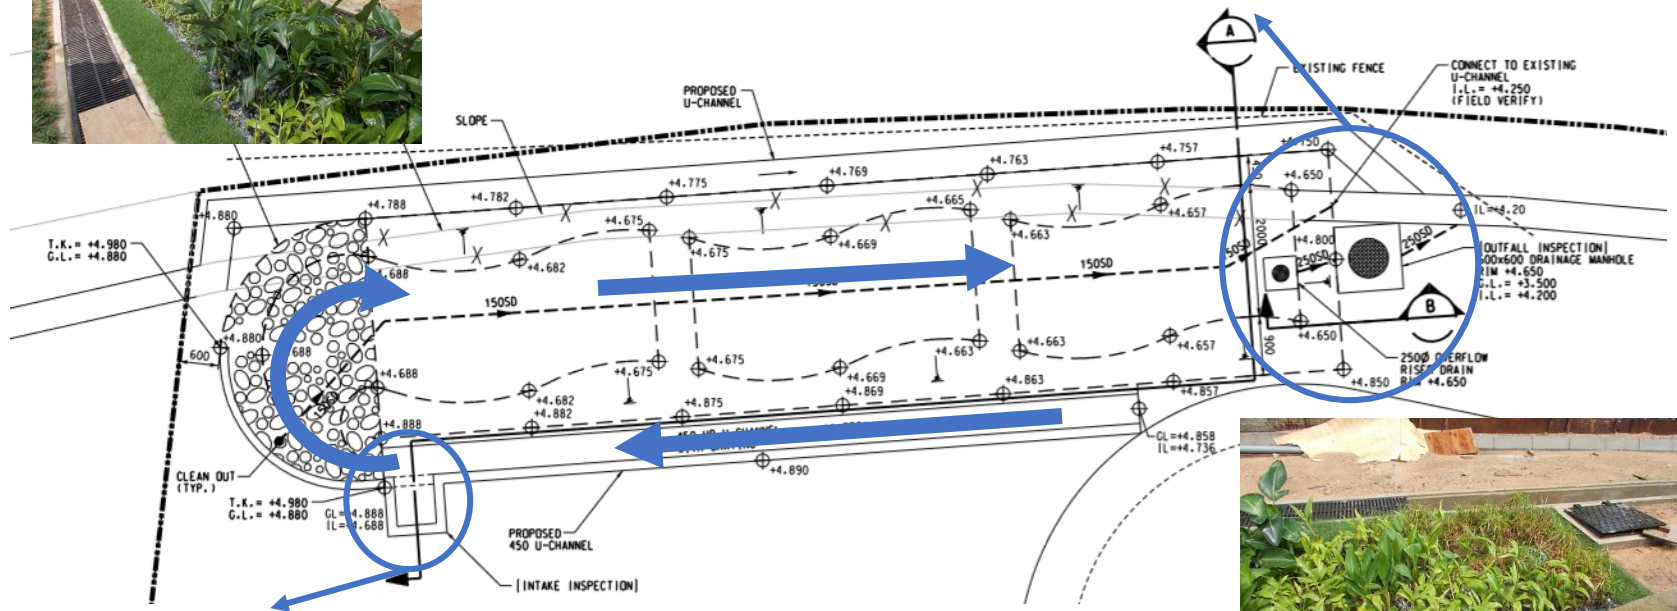 A
EXISTING FENCE
CONNECT TO EXISTING
U-CHANNEL
I.L.= +4.250
(FIELD VERIFY)
PROPOSED
U-CHANNEL
SLOPE
+4.880
+4.788
+4.782
+4.775
+4.769
+4.763
+4.757
+4.650
IL=+4.20
T.K.= +4.980
G.L.= +4.880
+4.688
+4.682
+4.675
+4.675
+4.669
+4.665
+4.663
+4.657
2000
+4.800
250SD
250SD
150SD
150SD
[OUTFALL INSPECTION]
DRAINAGE MANHOLE
+4.650
+3.500
+4.200
150SD
B
600
+4.880
+4.688
+4.675
+4.675
+4.669
+4.663
+4.663
+4.657
+4.650
900
250Ø OVERFLOW
RISER DRAIN
+4.650
+4.850
+4.682
+4.882
+4.875
+4.869
+4.863
+4.857
+4.888
+4.890
GL=+4.858
IL=+4.736
CLEAN OUT
(TYP.)
T.K.= +4.980
G.L.= +4.880
GL=+4.888
IL=+4.688
PROPOSED
450 U-CHANNEL
[INTAKE INSPECTION]